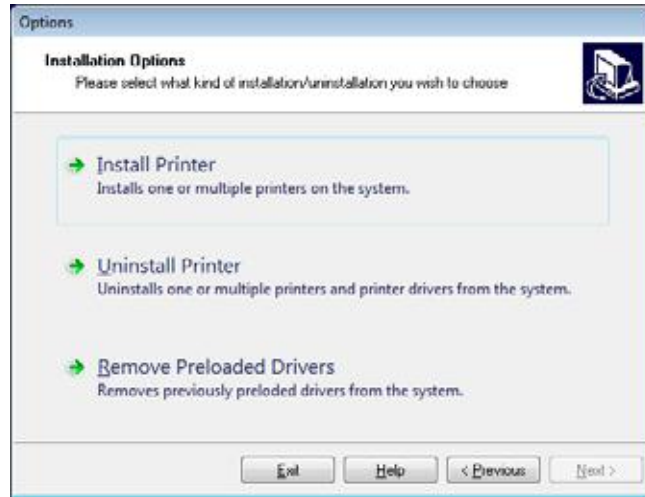 Options
Installation Options
Please select what kind of installation/uninstallation you wish to choose
Install Printer
Installs one or multiple printers on the system.
Uninstall Printer
Uninstalls one or multiple printers and printer drivers from the system.
Remove Preloaded Drivers
Removes previously preloded drivers from the system.
Exit Help < Previous Next >